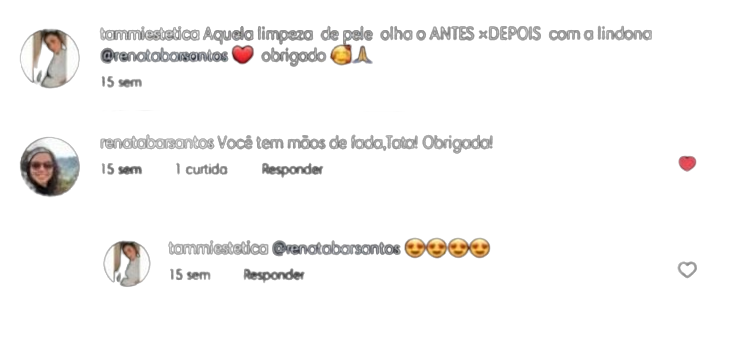 tammiestetica Aquela limpeza de pele olha o ANTES ×DEPOIS com a lindona
@renatabarsantos ❤️ obrigado 🥰🙏
15 sem
renatabarsantos Você tem mãos de fada,Tata! Obrigada!
15 sem 1 curtida Responder
tammiestetica @renatabarsantos 😍😍😍😍
15 sem Responder